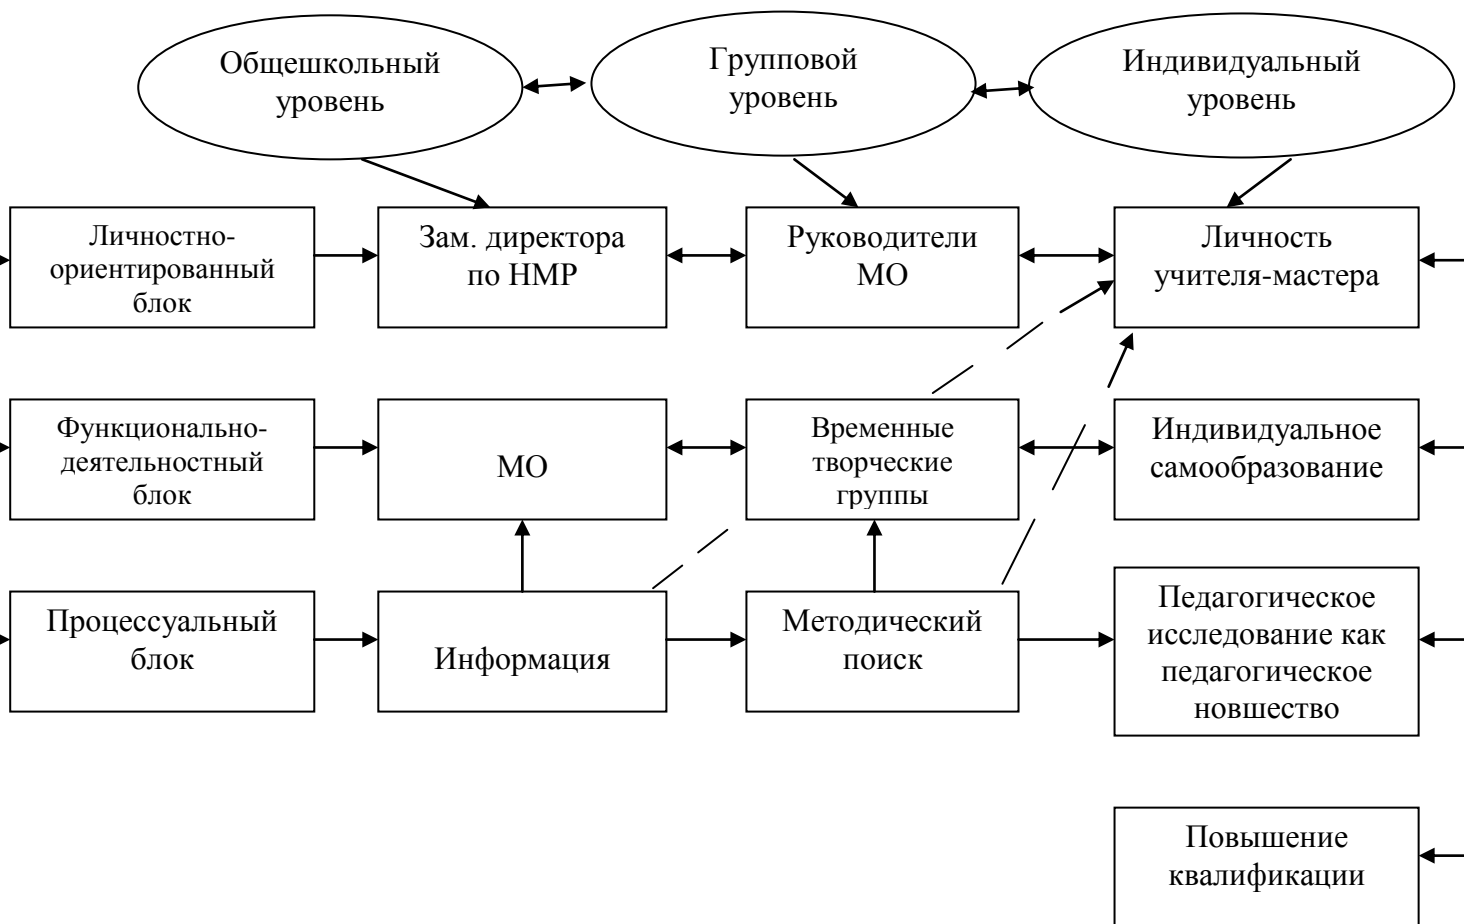 Общешкольный
уровень
Групповой
уровень
Индивидуальный
уровень
Личностно-
ориентированный
блок
Зам. директора
по НМР
Руководители
МО
Личность
учителя-мастера
Функционально-
деятельностный
блок
МО
Временные
творческие
группы
Индивидуальное
самообразование
Процессуальный
блок
Информация
Методический
поиск
Педагогическое
исследование как
педагогическое
новшество
Повышение
квалификации